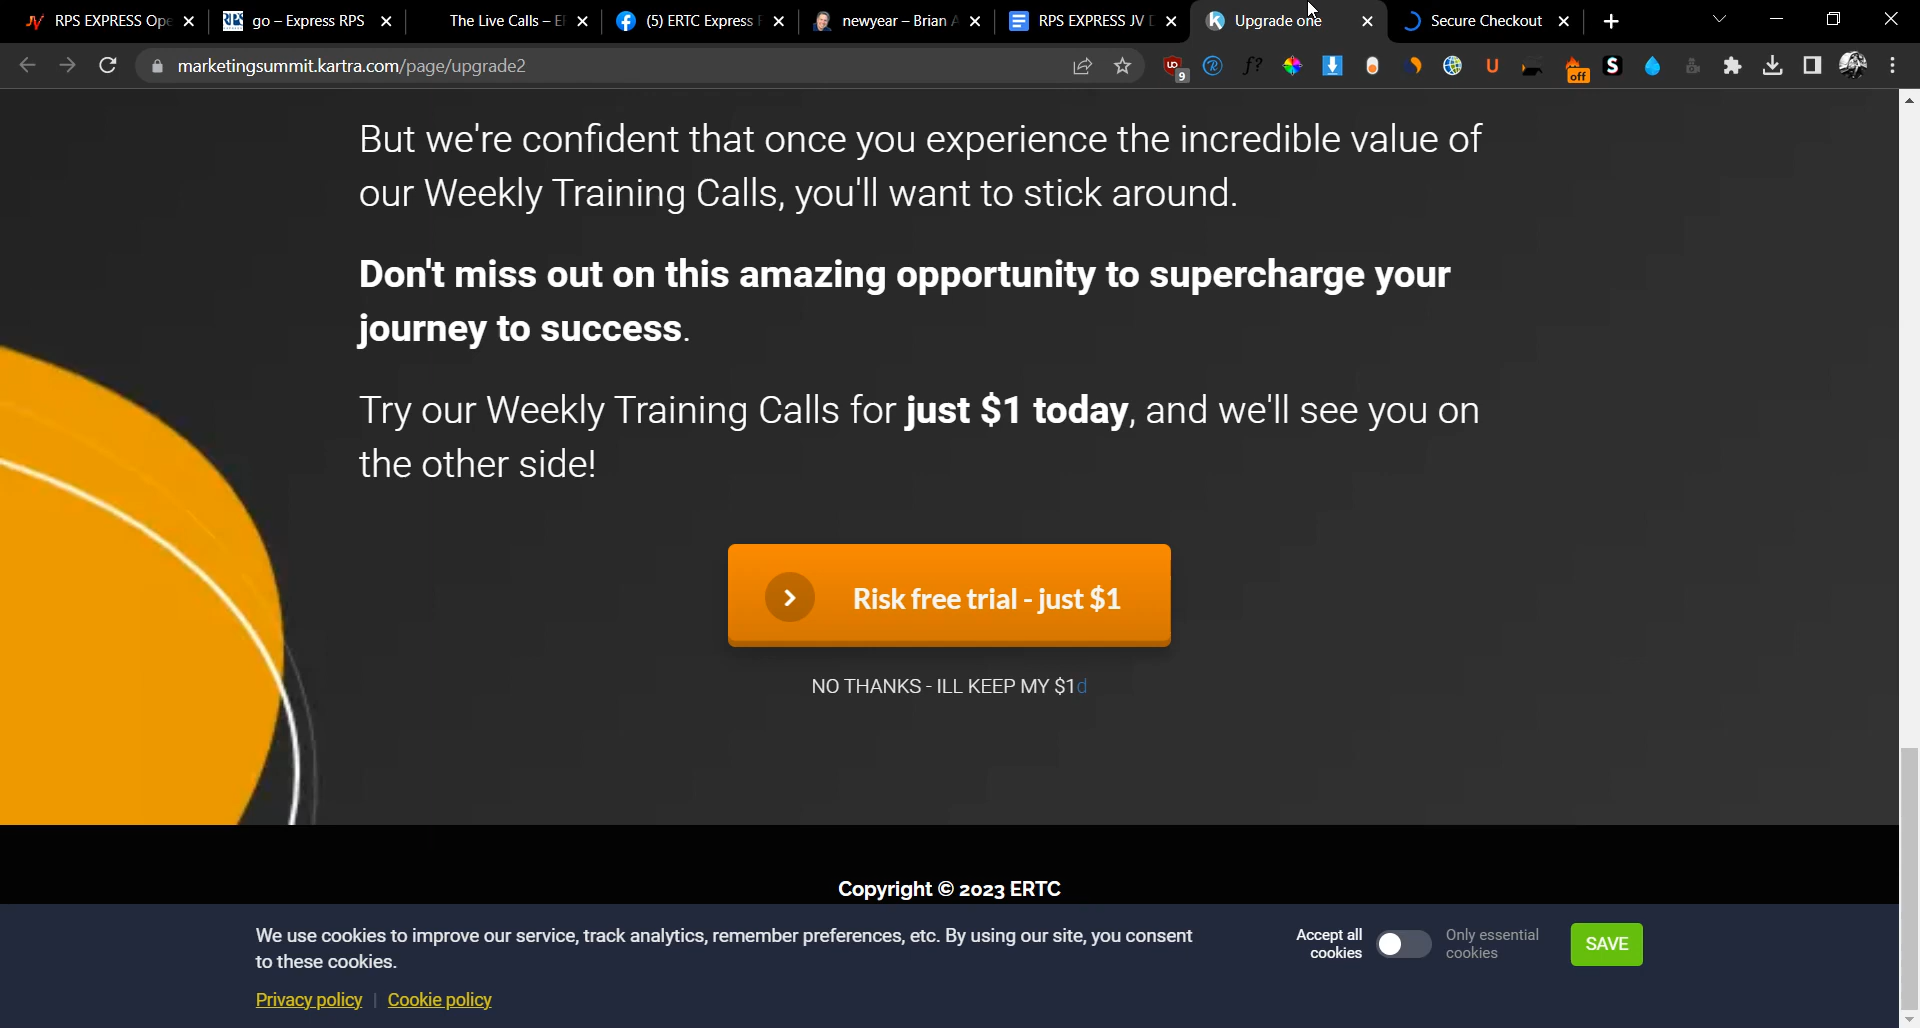 RPS EXPRESS Ope
go – Express RPS
The Live Calls – E
(5) ERTC Express F
newyear – Brian A
RPS EXPRESS JV D
Upgrade one
Secure Checkout
marketingsummit.kartra.com/page/upgrade2
9
f?
U
off
S
But we're confident that once you experience the incredible value of
our Weekly Training Calls, you'll want to stick around.
Don't miss out on this amazing opportunity to supercharge your
journey to success.
Try our Weekly Training Calls for just $1 today, and we'll see you on
the other side!
Risk free trial - just $1
NO THANKS - ILL KEEP MY $1d
Copyright © 2023 ERTC
We use cookies to improve our service, track analytics, remember preferences, etc. By using our site, you consent
to these cookies.
Accept all
cookies
Only essential
cookies
SAVE
Privacy policy | Cookie policy